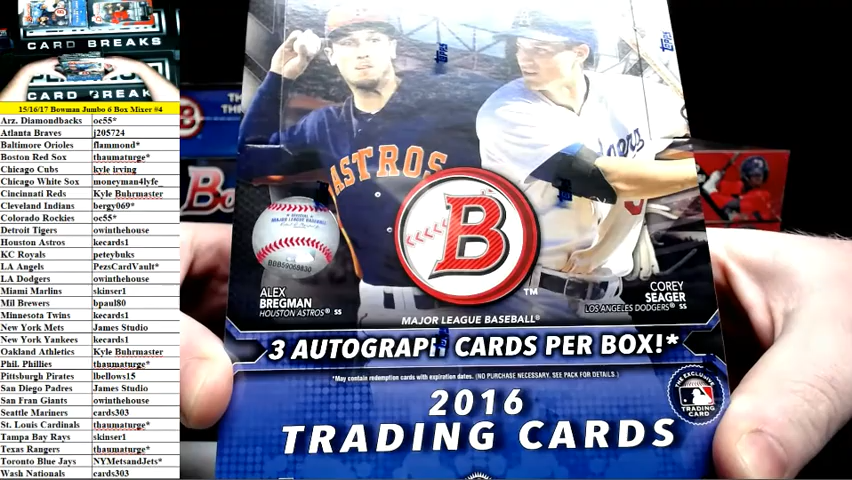 CARD BREAKS
CARD BREAKS
15/16/17 Bowman Jumbo 6 Box Mixer #4
Arz. Diamondbacks oc55*
Atlanta Braves j205724
Baltimore Orioles flammond*
Boston Red Sox thaumaturge*
Chicago Cubs kyle irving
Chicago White Sox moneyman4lyfe_
Cincinnati Reds Kyle Buhrmaster
Cleveland Indians bergy069*
Colorado Rockies oc55*
Detroit Tigers owinthehouse
Houston Astros kecards1
KC Royals peteybuks
LA Angels PezsCardVault*
LA Dodgers owinthehouse
Miami Marlins skinser1
Mil Brewers bpaul80
Minnesota Twins kecards1
New York Mets James Studio
New York Yankees kecards1
Oakland Athletics Kyle Buhrmaster
Phil. Phillies thaumaturge*
Pittsburgh Pirates lbellows15
San Diego Padres James Studio
San Fran Giants owinthehouse
Seattle Mariners cards303
St. Louis Cardinals thaumaturge*
Tampa Bay Rays skinser1
Texas Rangers thaumaturge*
Toronto Blue Jays NYMetsandJets*
Wash Nationals cards303
Topps
Topps
ASTROS
B
TM
ALEX
BREGMAN
HOUSTON ASTROS® SS
COREY
SEAGER
LOS ANGELES DODGERS® SS
MAJOR LEAGUE BASEBALL®
3 AUTOGRAPH CARDS PER BOX!*
*May contain redemption cards with expiration dates. (NO PURCHASE NECESSARY. SEE PACK FOR DETAILS.)
2016
TRADING CARDS
THE EXCLUSIVE
TRADING
CARD